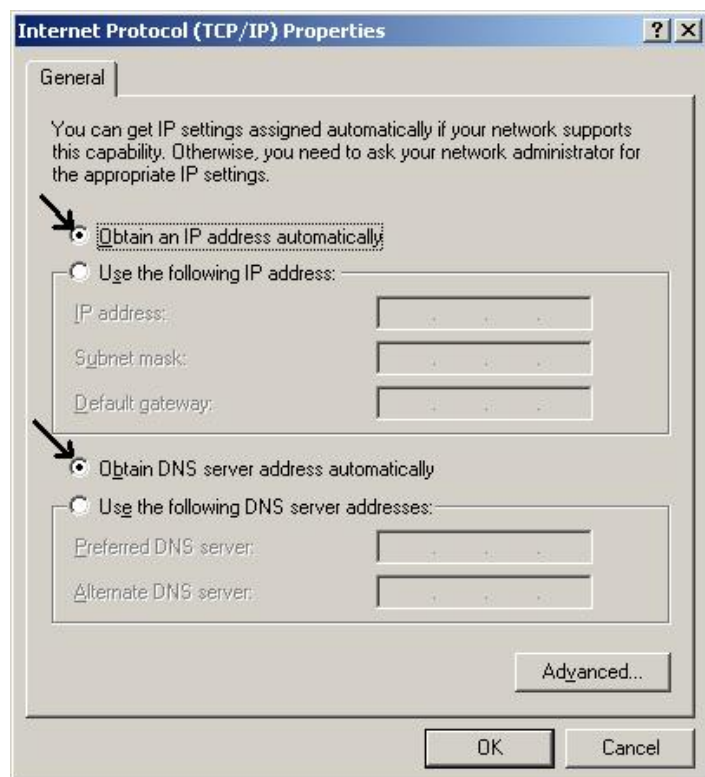 Internet Protocol (TCP/IP) Properties
General
You can get IP settings assigned automatically if your network supports
this capability. Otherwise, you need to ask your network administrator for
the appropriate IP settings.
Obtain an IP address automatically
Use the following IP address:
IP address:
Subnet mask:
Default gateway:
Obtain DNS server address automatically
Use the following DNS server addresses:
Preferred DNS server:
Alternate DNS server:
Advanced...
OK Cancel